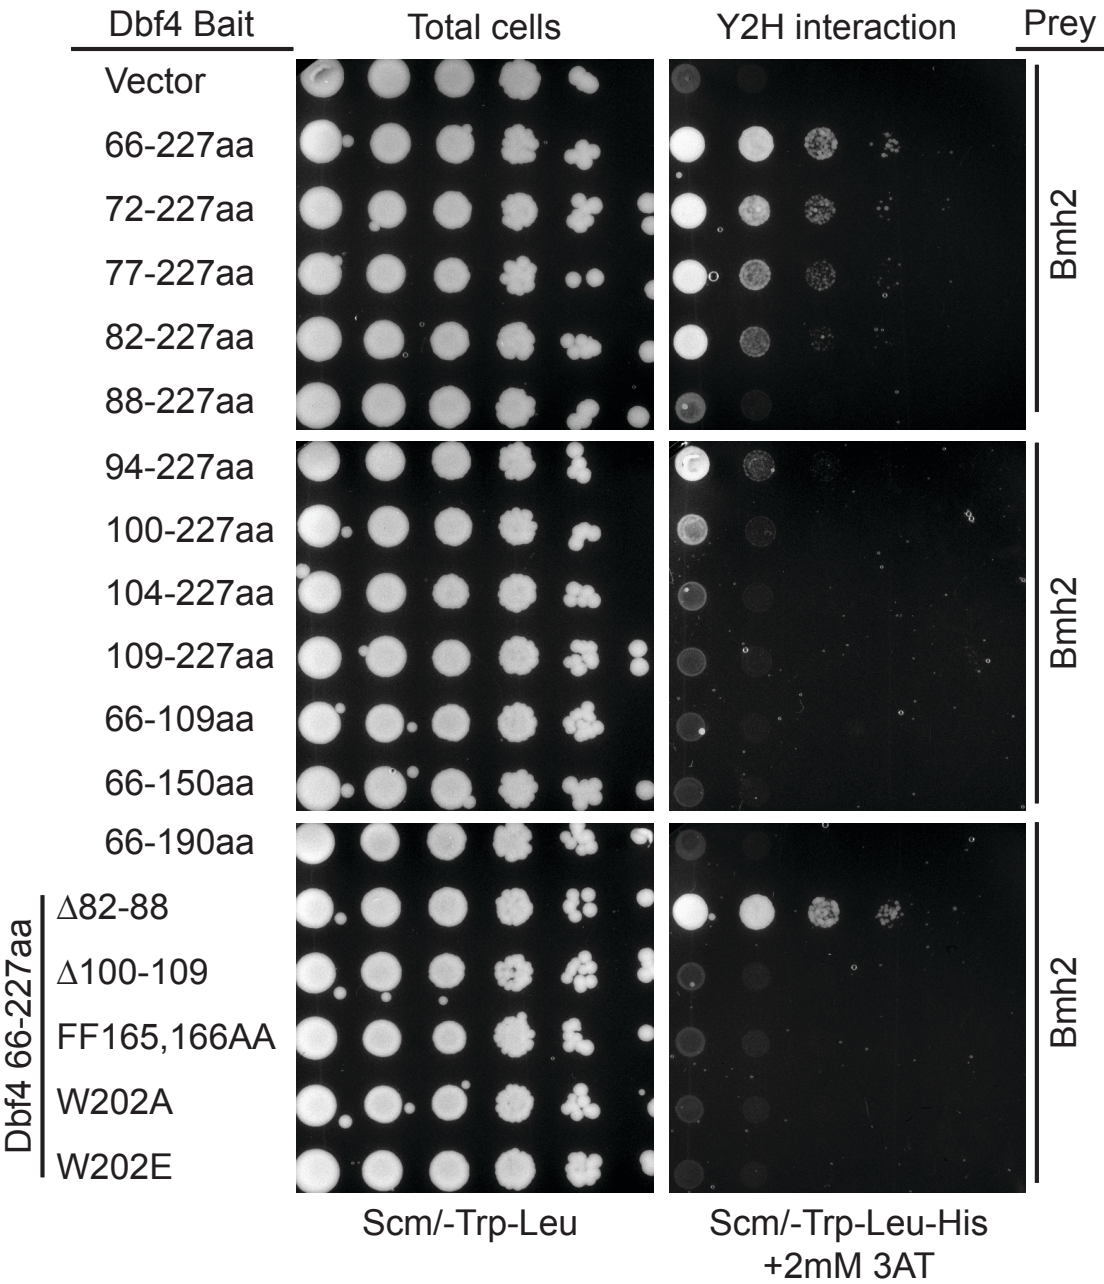 Dbf4 Bait Total cells Y2H interaction Prey
Vector
66-227aa
72-227aa
77-227aa
82-227aa
88-227aa
Bmh2
94-227aa
100-227aa
104-227aa
109-227aa
66-109aa
66-150aa
Bmh2
66-190aa
Dbf4 66-227aa
Δ82-88
Δ100-109
FF165,166AA
W202A
W202E
Bmh2
Scm/-Trp-Leu
Scm/-Trp-Leu-His
+2mM 3AT